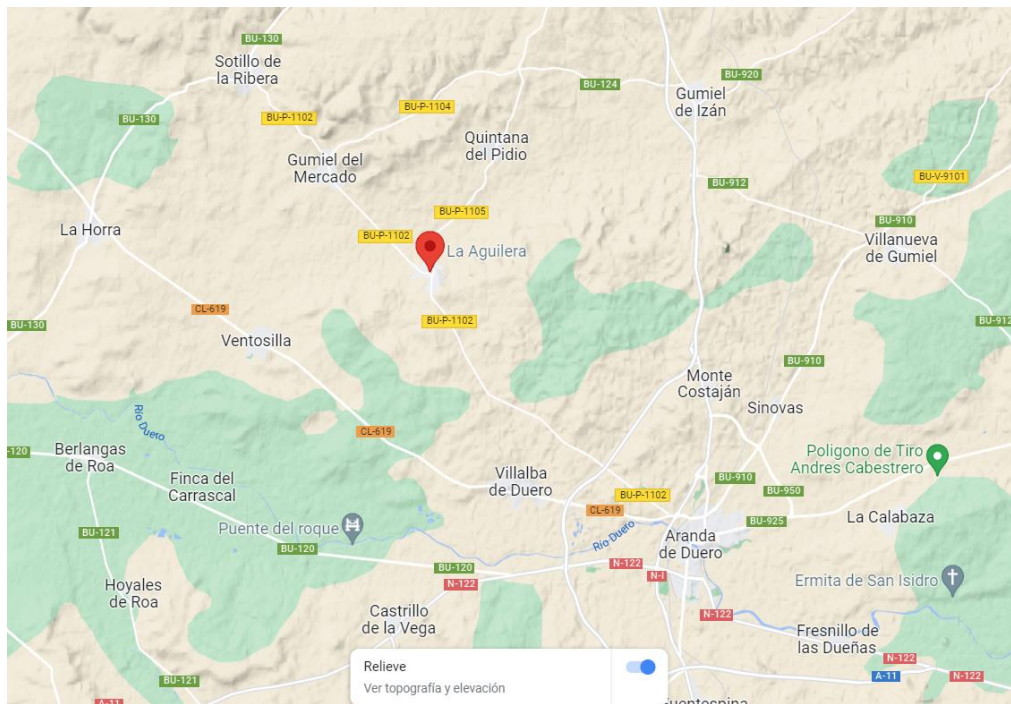 BU-130
Sotillo de
la Ribera
BU-920
BU-124
Gumiel
de Izán
BU-P-1104
BU-130
BU-P-1102
Quintana
del Pidio
Gumiel del
Mercado
BU-V-9101
BU-912
BU-P-1105
BU-910
La Horra
BU-P-1102
Villanueva
de Gumiel
La Aguilera
CL-619
BU-130
BU-P-1102
BU-912
Ventosilla
BU-910
Monte
Costaján
Sinovas
Río Duero
CL-619
-120
Berlangas
de Roa
Poligono de Tiro
Andres Cabestrero
Finca del
Carrascal
Villalba
de Duero
BU-910
BU-950
BU-P-1102
CL-619
La Calabaza
BU-925
Puente del roque
BU-121
Río Duero
Aranda
de Duero
BU-120
BU-120
N-122
N-I
N-122
Hoyales
de Roa
Ermita de San Isidro
Castrillo
de la Vega
N-122
Fresnillo de
las Dueñas
N-122
BU-121
A-11
N-122
A-11
Relieve
Ver topografía y elevación